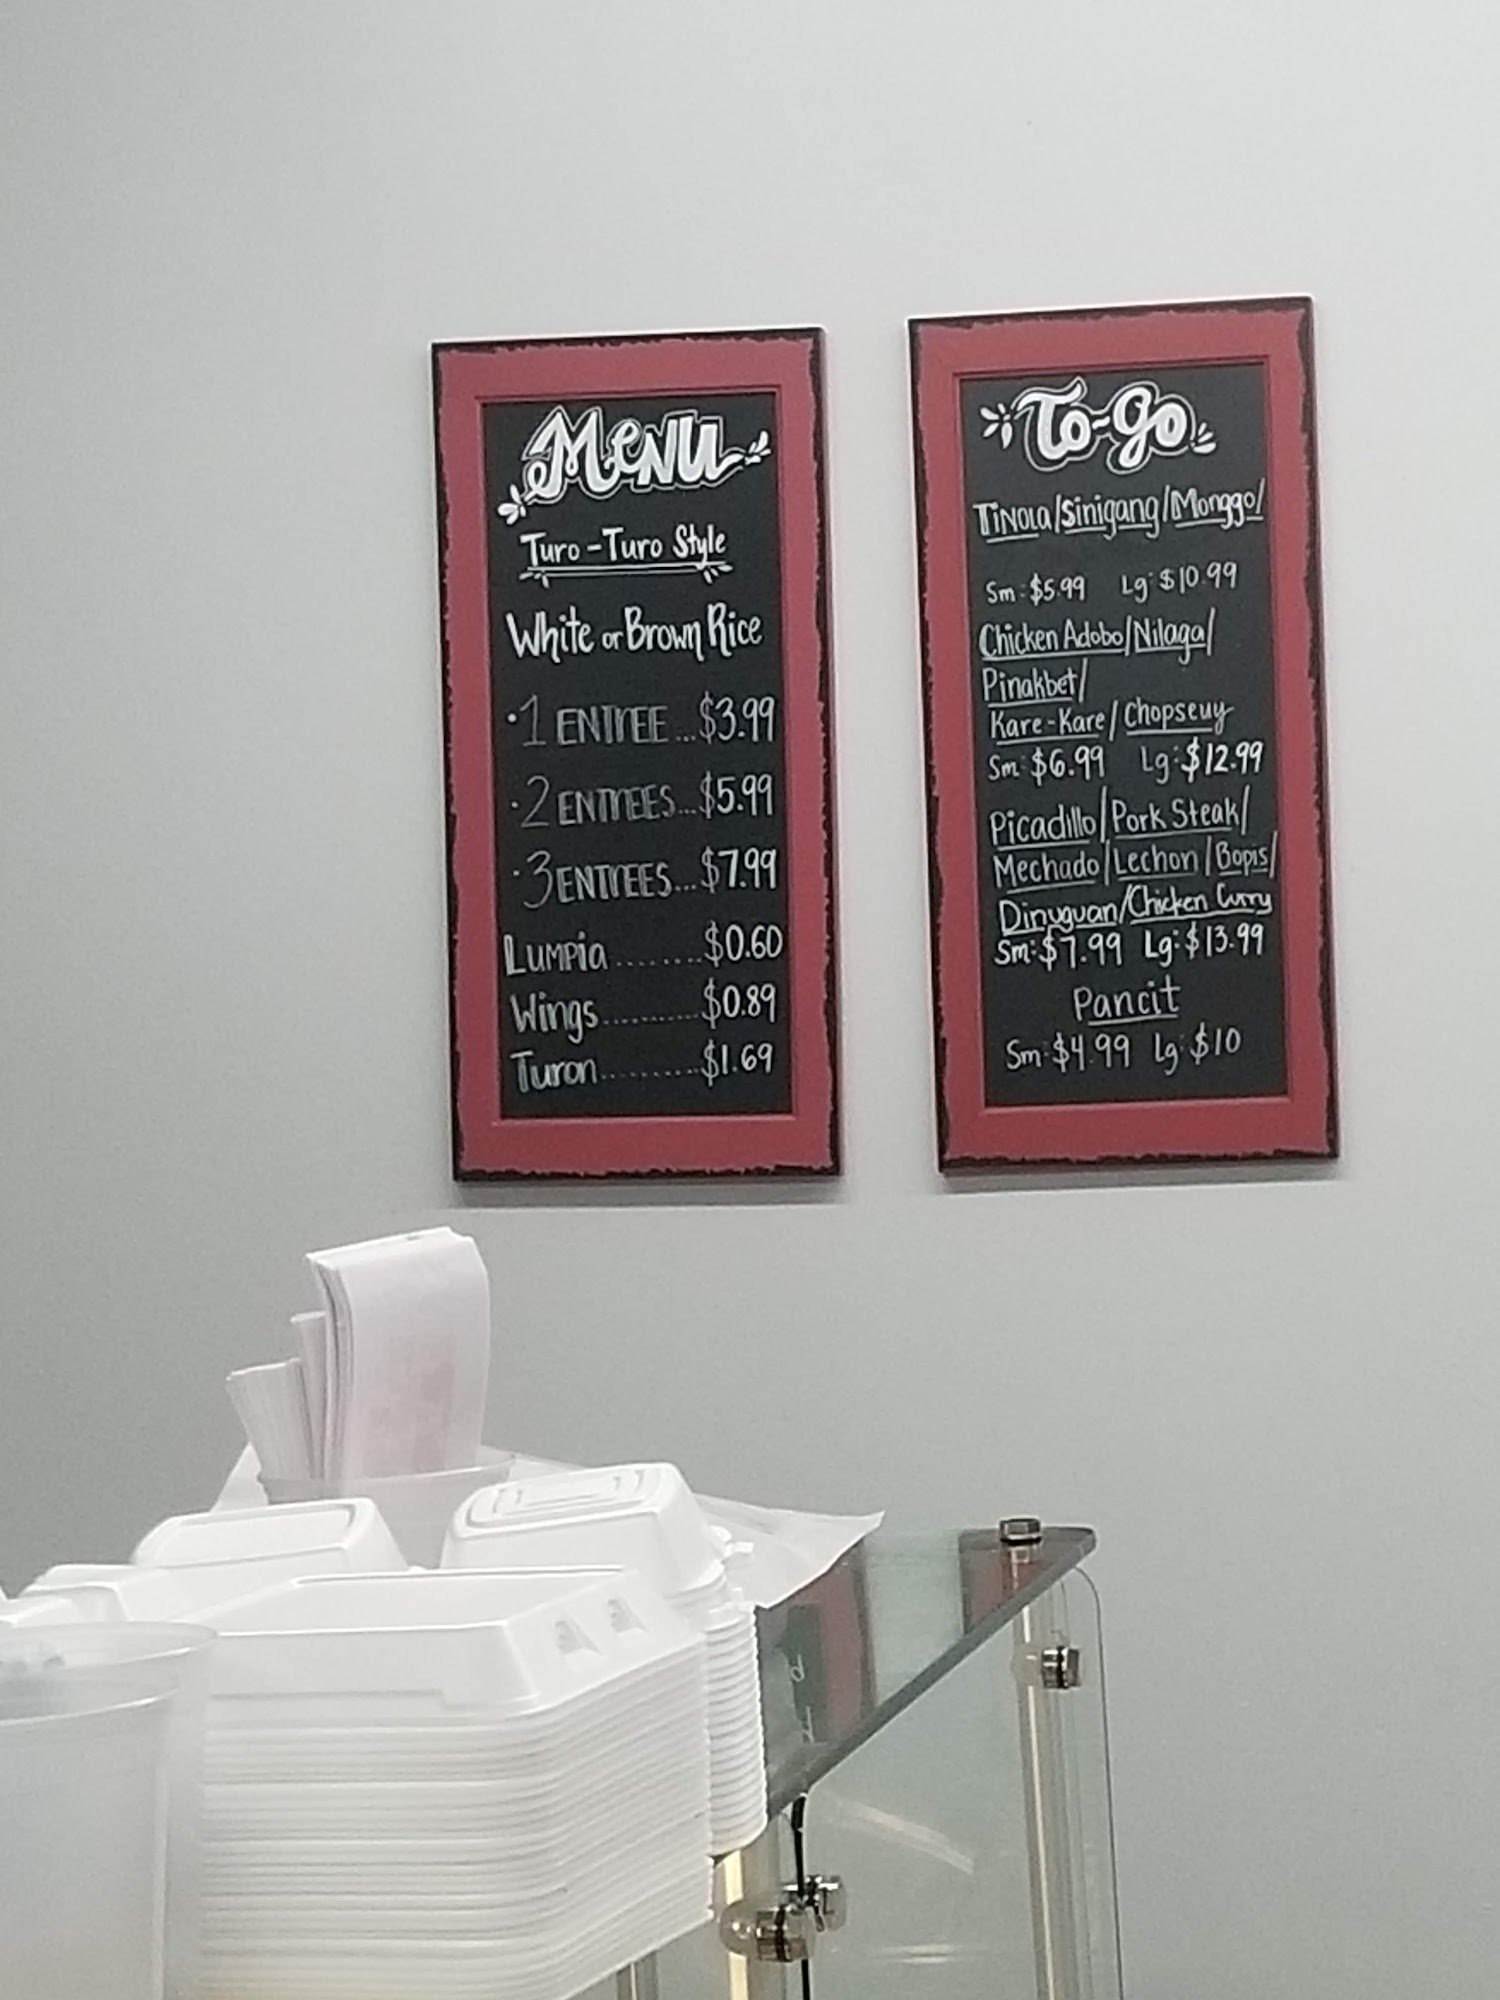 Menu
Turo-Turo Style
White or Brown Rice
•1 ENTREE...$3.99
•2 ENTREES...$5.99
•3 ENTREES...$7.99
Lumpia........$0.60
Wings..........$0.89
Turon..........$1.69
To-go
Tinola/Sinigang/Monggo/
Sm:$5.99 Lg:$10.99
Chicken Adobo/Nilaga/
Pinakbet/
Kare-Kare/Chopseuy
Sm:$6.99 Lg:$12.99
Picadillo/Pork Steak/
Mechado/Lechon/Bopis/
Dinuguan/Chicken Curry
Sm:$7.99 Lg:$13.99
Pancit
Sm:$4.99 Lg:$10